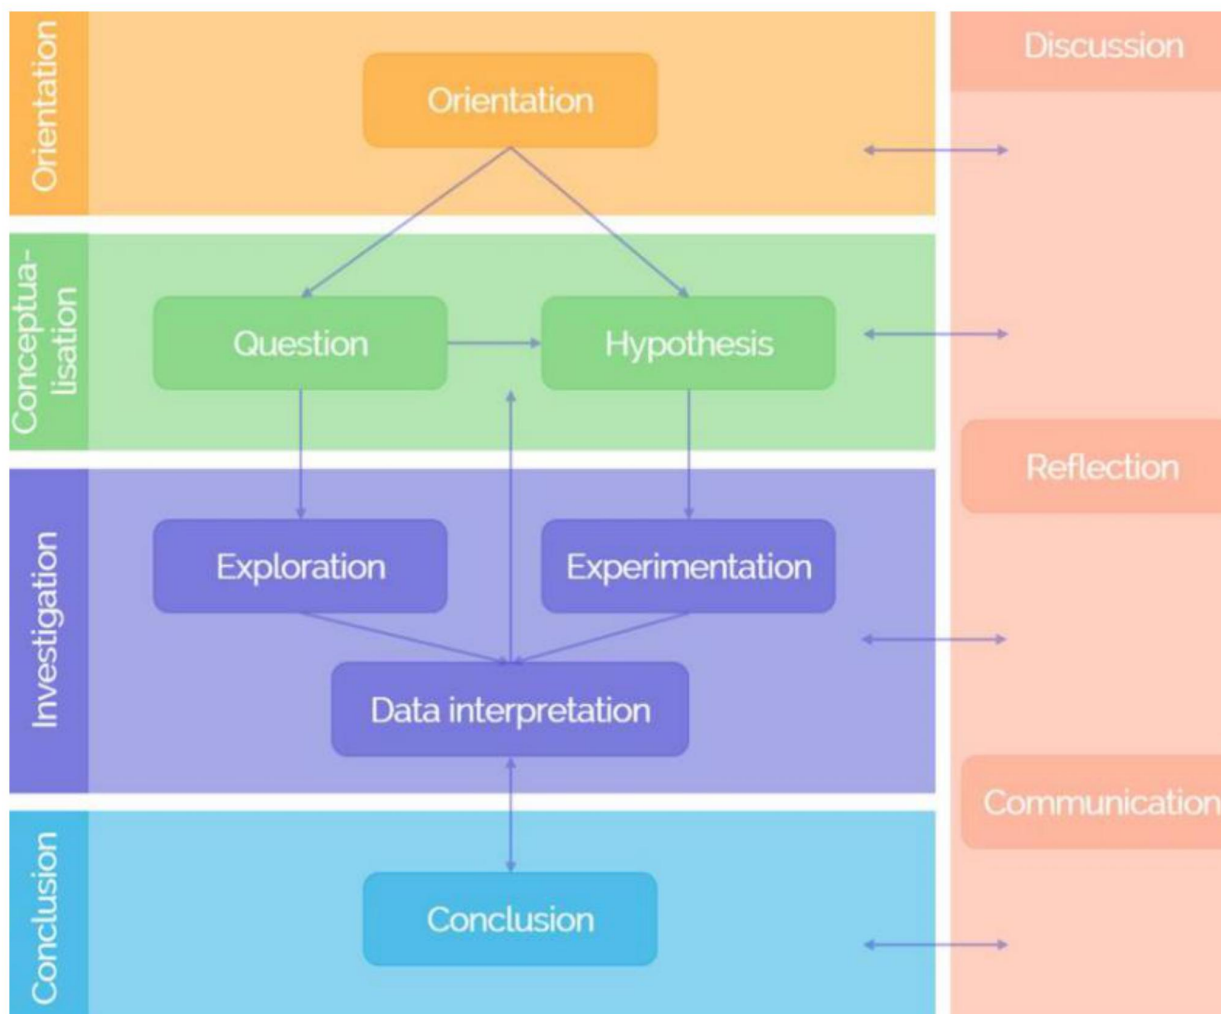 Orientation
Orientation
Discussion
Conceptua-
lisation
Question
Hypothesis
Reflection
Investigation
Exploration
Experimentation
Data interpretation
Communication
Conclusion
Conclusion